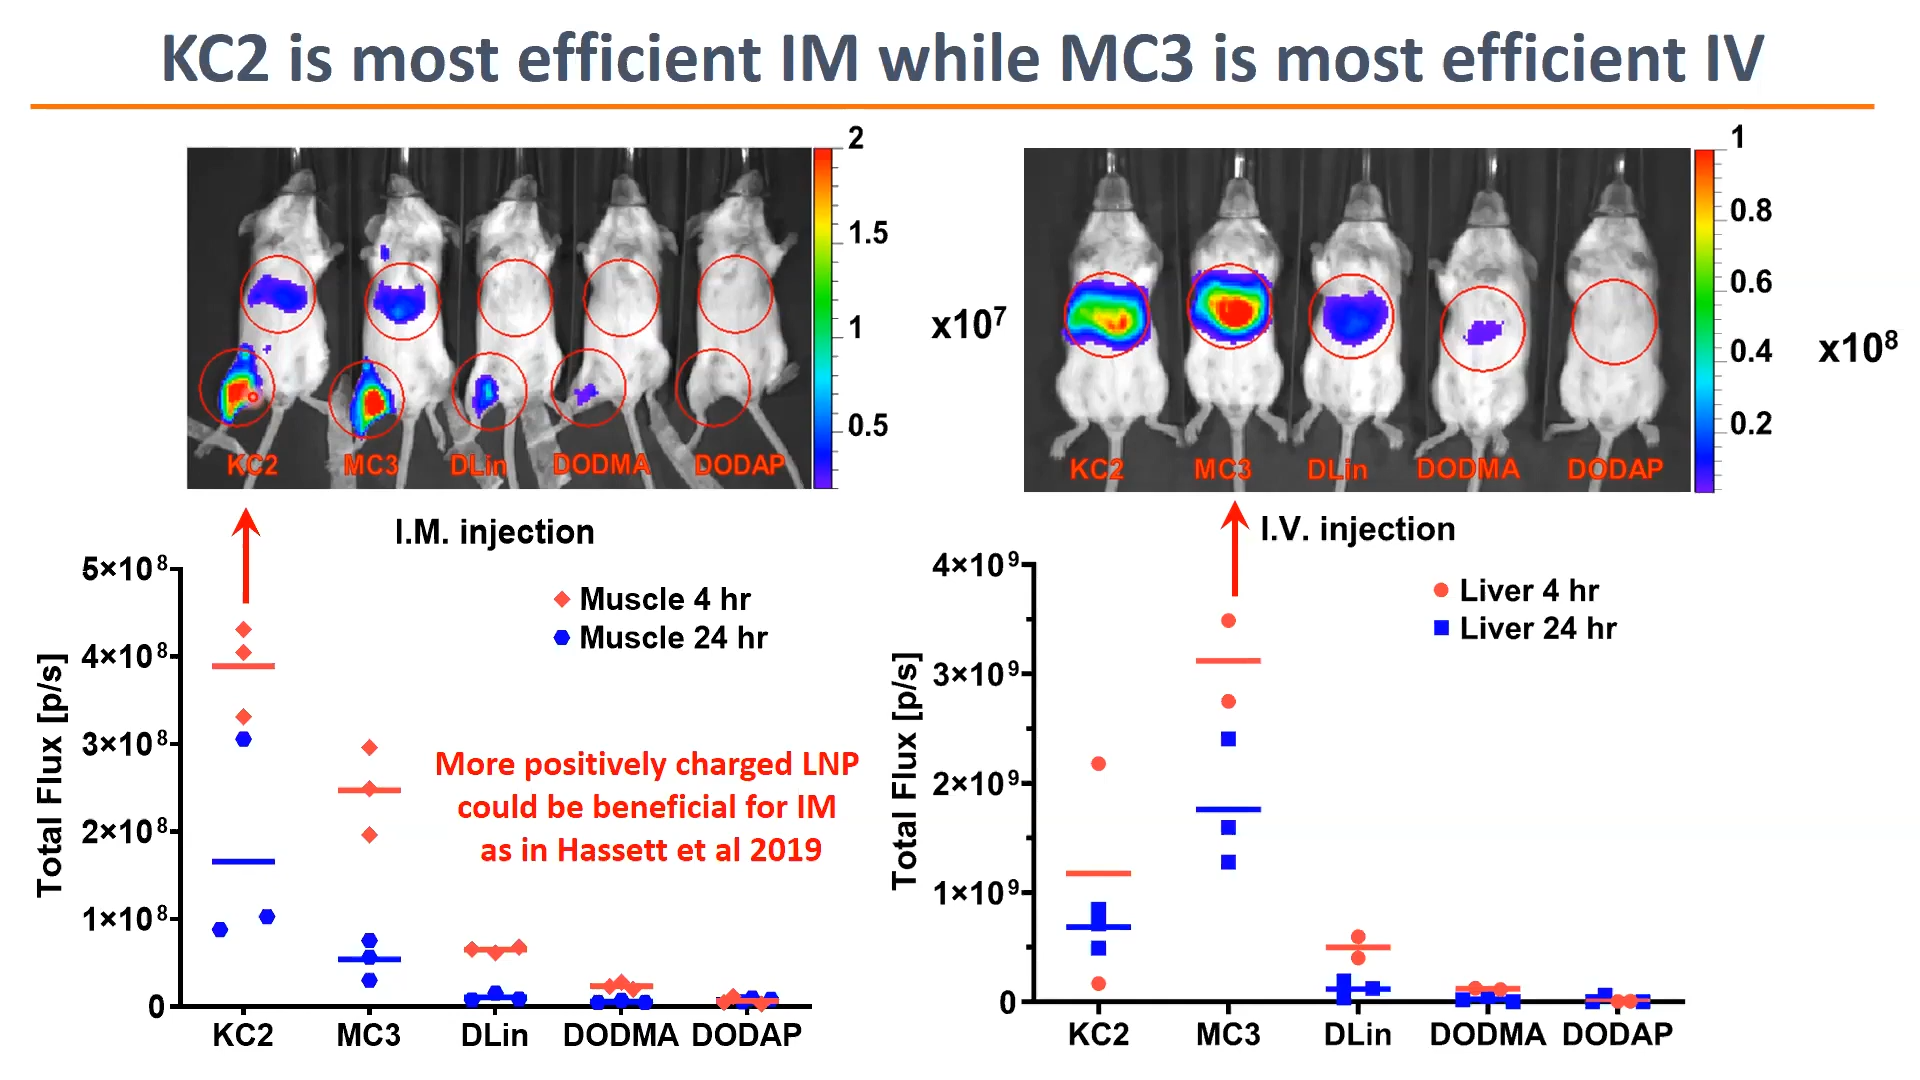 KC2 is most efficient IM while MC3 is most efficient IV
2
1.5
1
0.5
x10⁷
KC2 MC3 DLin DODMA DODAP
1
0.8
0.6
0.4
0.2
x10⁸
KC2 MC3 DLin DODMA DODAP
I.M. injection
Total Flux [p/s]
5×10⁸
4×10⁸
3×10⁸
2×10⁸
1×10⁸
0
Muscle 4 hr
Muscle 24 hr
More positively charged LNP
could be beneficial for IM
as in Hassett et al 2019
KC2 MC3 DLin DODMA DODAP
I.V. injection
Total Flux [p/s]
4×10⁹
3×10⁹
2×10⁹
1×10⁹
0
Liver 4 hr
Liver 24 hr
KC2 MC3 DLin DODMA DODAP